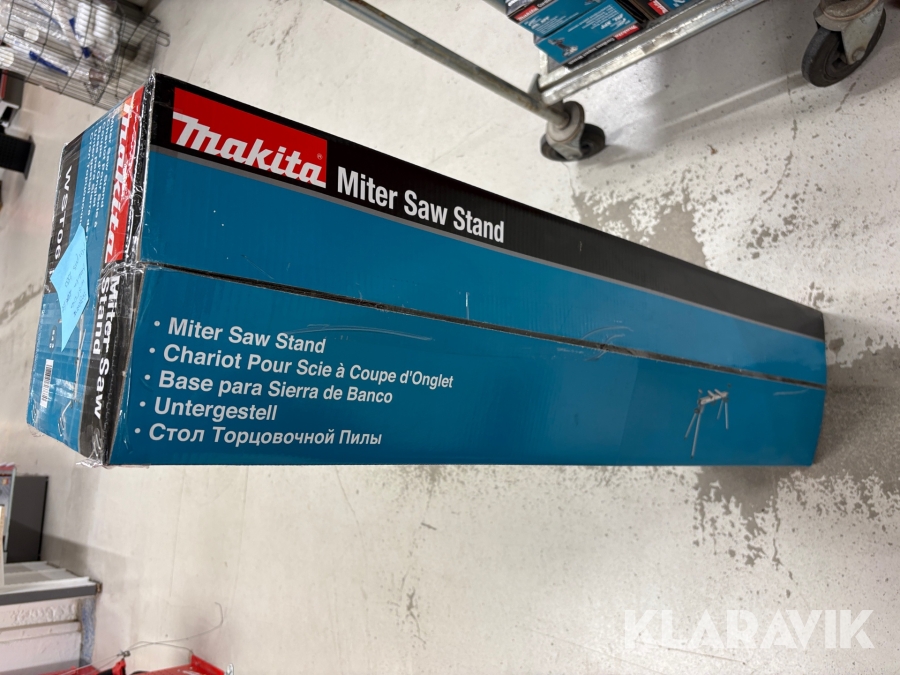 Makita
Miter Saw Stand
• Miter Saw Stand
• Chariot Pour Scie à Coupe d'Onglet
• Base para Sierra de Banco
• Untergestell
• Стол Торцовочной Пилы
Makita
Miter Saw
Stand
KLARAVIK